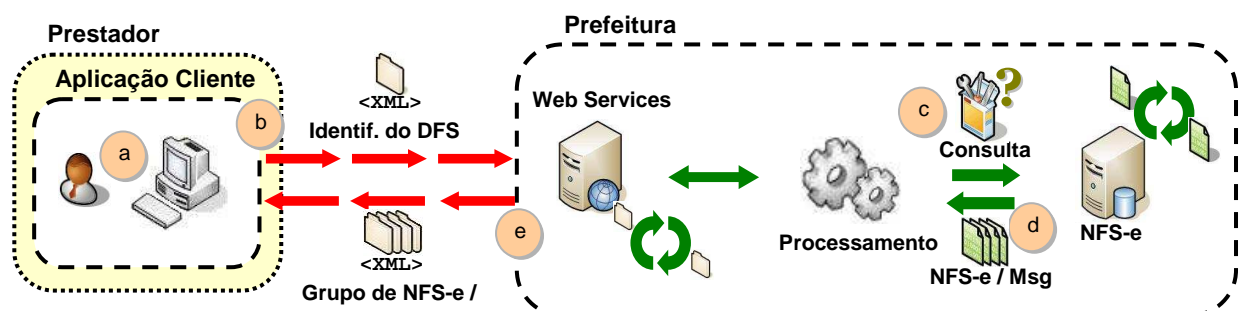 Prestador
Prefeitura
Aplicação Cliente
a
b
<XML>
Identif. do DFS
<XML>
Grupo de NFS-e /
e
Web Services
Processamento
c
Consulta
d
NFS-e / Msg
NFS-e